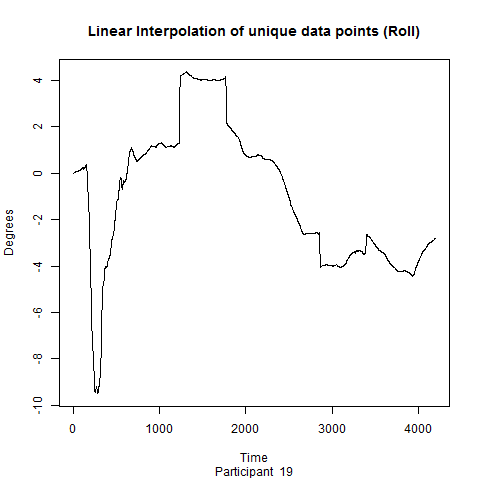 Linear Interpolation of unique data points (Roll)
Degrees
4
2
0
-2
-4
-6
-8
-10
0 1000 2000 3000 4000
Time
Participant 19